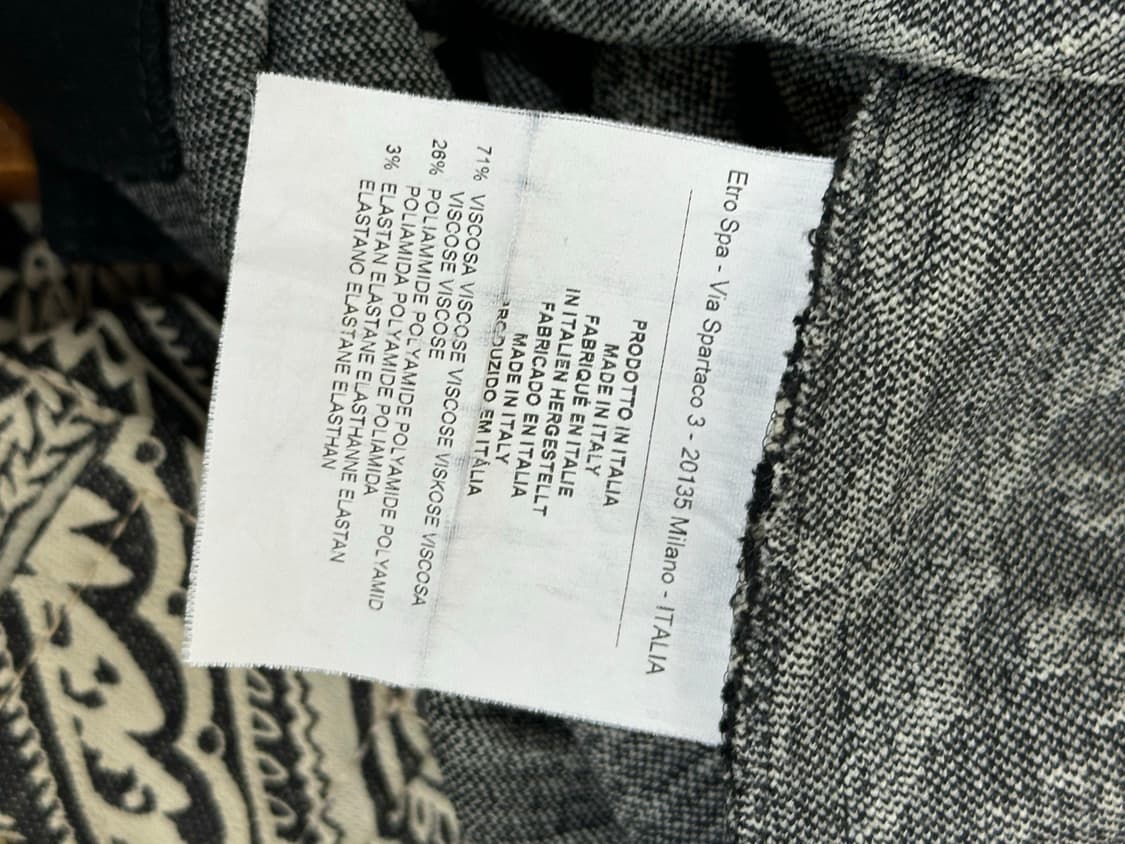 Etro Spa - Via Spartaco 3 - 20135 Milano - ITALIA
PRODOTTO IN ITALIA
MADE IN ITALY
FABRIQUÉ EN ITALIE
IN ITALIEN HERGESTELLT
FABRICADO EN ITALIA
MADE IN ITALY
PRODUZIDO EM ITÁLIA
71% VISCOSA VISCOSE VISCOSE VISKOSE VISCOSA
VISCOSE VISCOSE
26% POLIAMMIDE POLYAMIDE POLYAMIDE POLYAMID
POLIAMIDA POLYAMIDE POLIAMIDA
3% ELASTAN ELASTANE ELASTHANNE ELASTAN
ELASTANO ELASTANE ELASTHAN